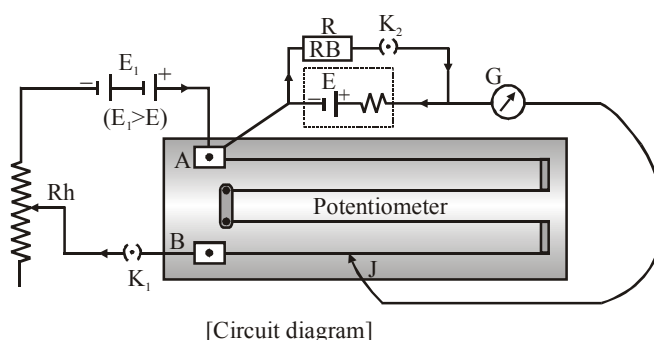 R
K₂
RB
E₁
E
G
− +
− +
(E₁>E)
A
Rh
Potentiometer
B
K₁
J
[Circuit diagram]